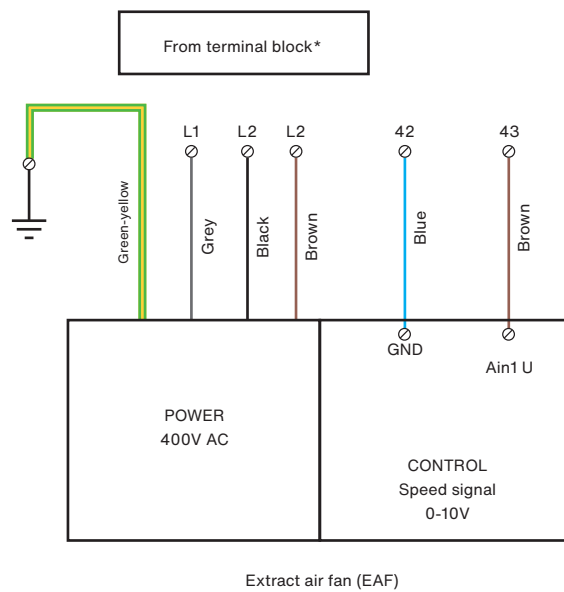 From terminal block*
L1
L2
L2
42
43
Green-yellow
Grey
Black
Brown
Blue
Brown
GND
Ain1 U
POWER
400V AC
CONTROL
Speed signal
0-10V
Extract air fan (EAF)